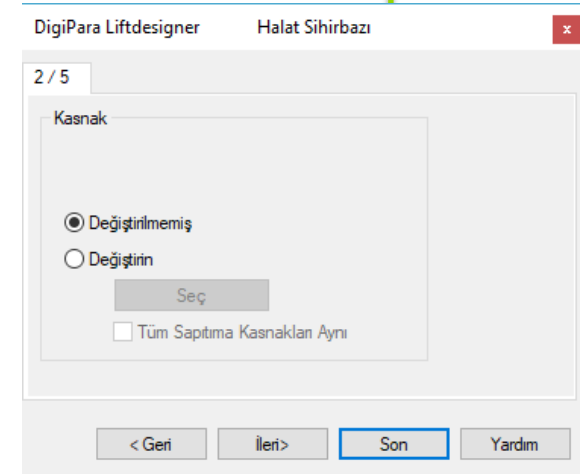 DigiPara Liftdesigner Halat Sihirbazı x
2 / 5
Kasnak
Değiştirilmemiş
Değiştirin
Seç
Tüm Sapıtıma Kasnakları Aynı
< Geri İleri> Son Yardım